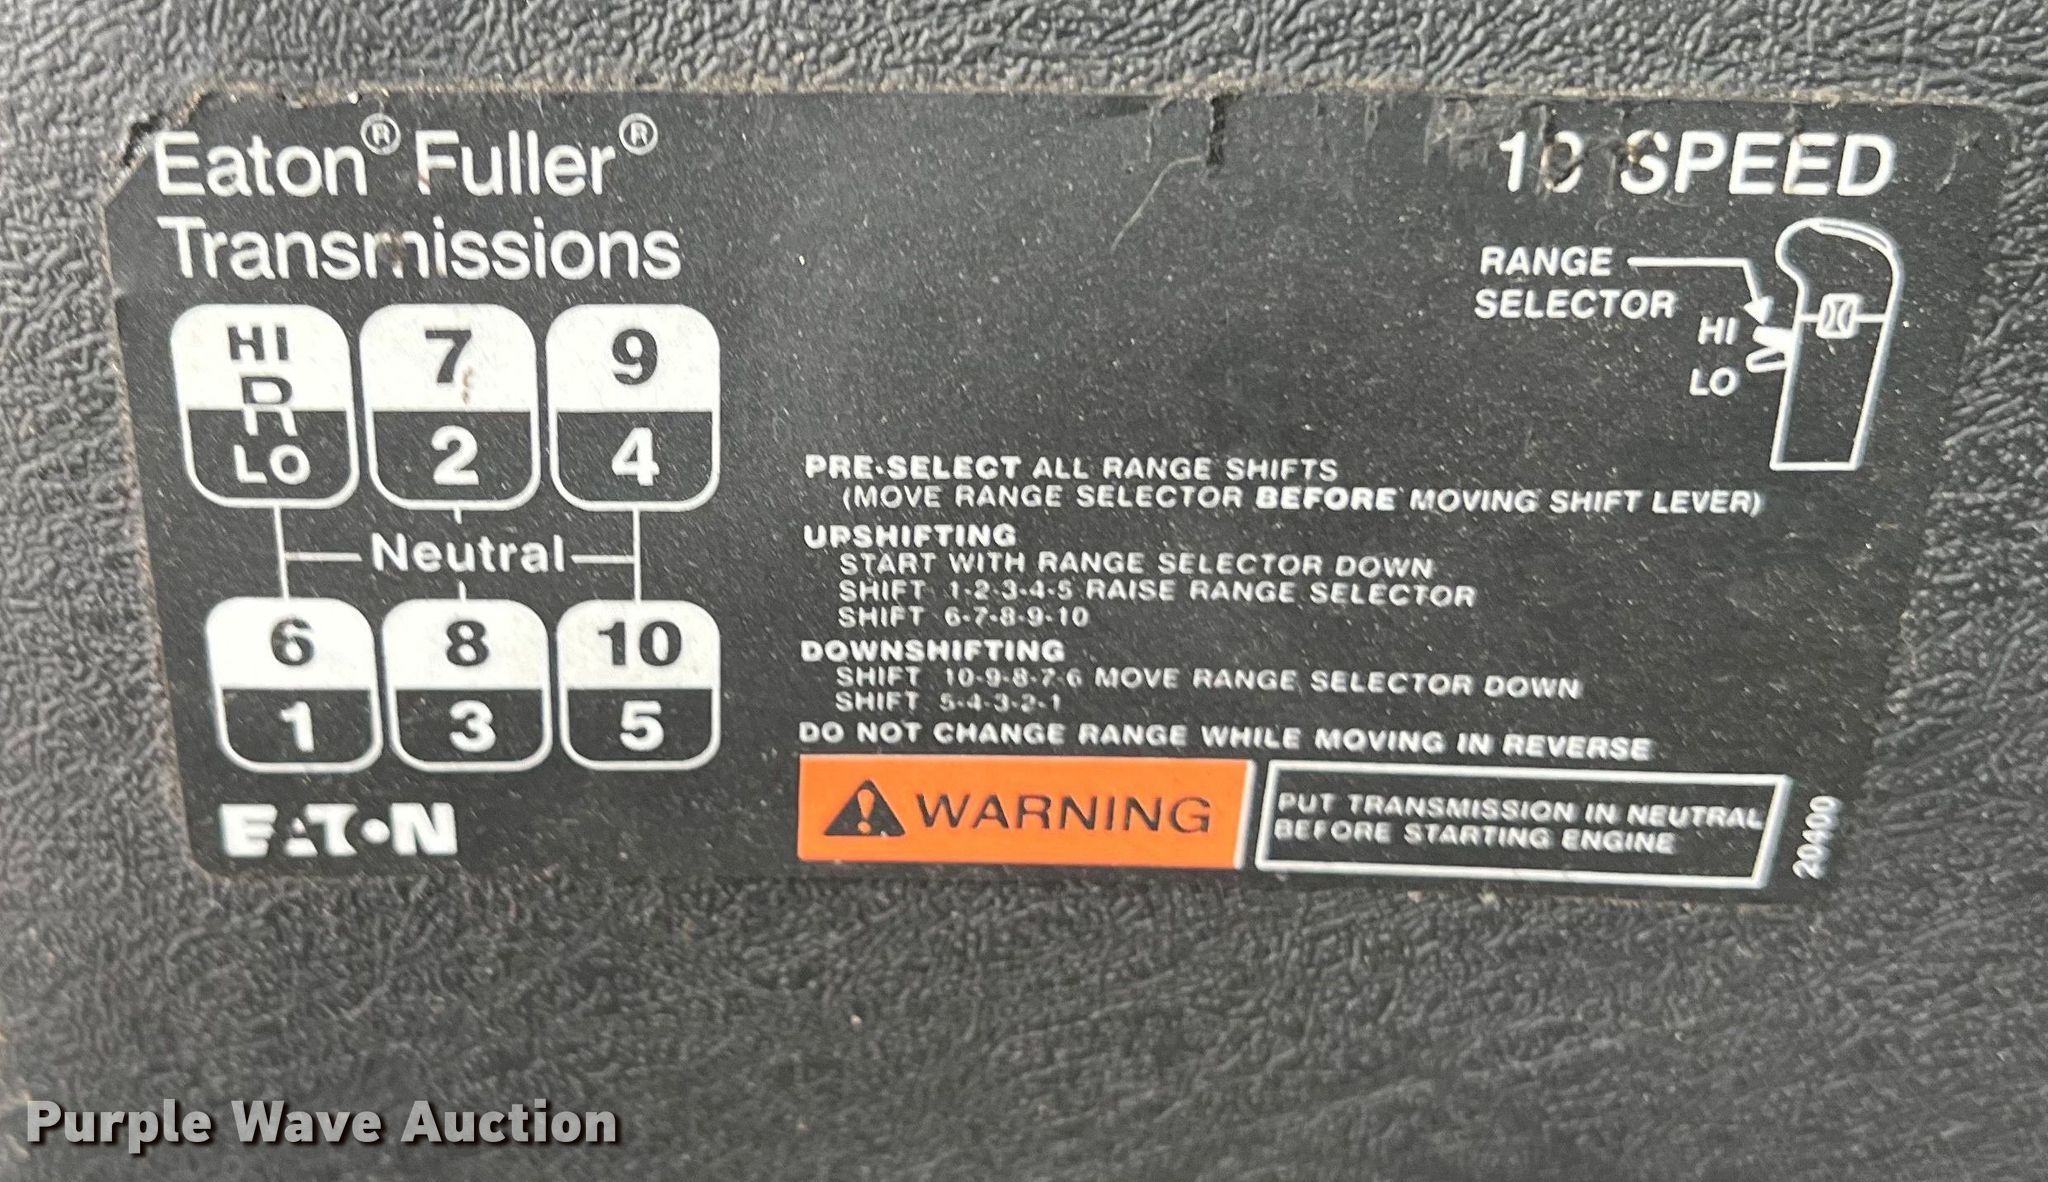 Eaton® Fuller®
Transmissions
10 SPEED
RANGE
SELECTOR
HI
LO
HI
R
LO
7
2
9
4
Neutral
6
1
8
3
10
5
PRE-SELECT ALL RANGE SHIFTS
(MOVE RANGE SELECTOR BEFORE MOVING SHIFT LEVER)
UPSHIFTING
START WITH RANGE SELECTOR DOWN
SHIFT 1-2-3-4-5 RAISE RANGE SELECTOR
SHIFT 6-7-8-9-10
DOWNSHIFTING
SHIFT 10-9-8-7-6 MOVE RANGE SELECTOR DOWN
SHIFT 5-4-3-2-1
DO NOT CHANGE RANGE WHILE MOVING IN REVERSE
WARNING
PUT TRANSMISSION IN NEUTRAL
BEFORE STARTING ENGINE
20400
EATON
Purple Wave Auction